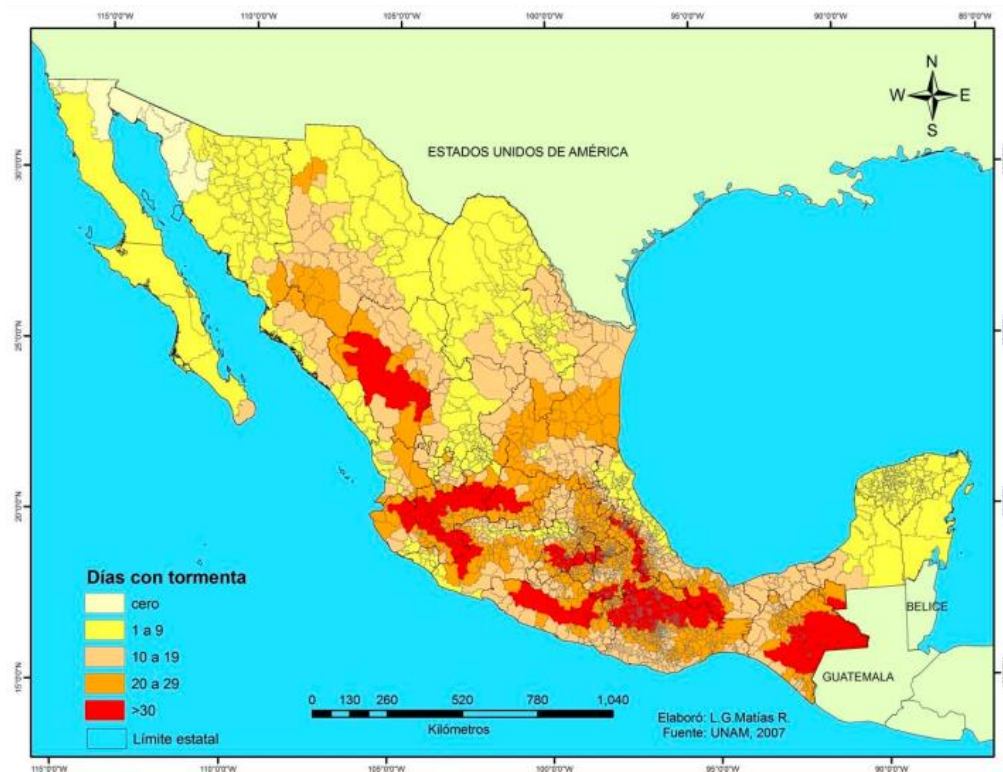 115°0'0"W
110°0'0"W
105°0'0"W
100°0'0"W
95°0'0"W
90°0'0"W
85°0'0"W
N
W
E
S
ESTADOS UNIDOS DE AMÉRICA
30°0'0"N
25°0'0"N
20°0'0"N
15°0'0"N
Días con tormenta
cero
1 a 9
10 a 19
20 a 29
>30
Límite estatal
BELICE
GUATEMALA
0 130 260 520 780 1,040
Kilómetros
Elaboró: L.G.Matías R.
Fuente: UNAM, 2007
115°0'0"W
110°0'0"W
105°0'0"W
100°0'0"W
95°0'0"W
90°0'0"W